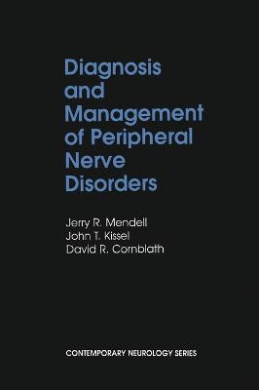 Diagnosis
and
Management
of Peripheral
Nerve
Disorders
Jerry R. Mendell
John T. Kissel
David R. Cornblath
CONTEMPORARY NEUROLOGY SERIES